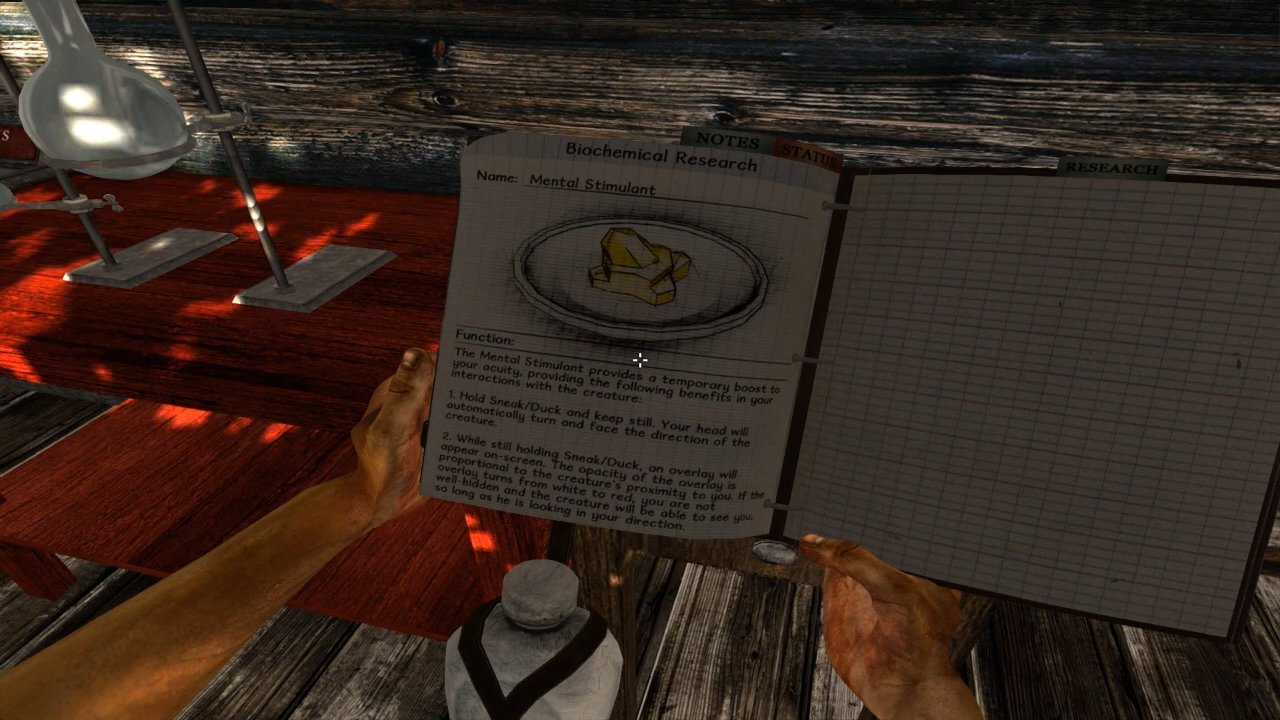 S
NOTES
STATUS
RESEARCH
Biochemical Research
Name: Mental Stimulant
Function:
The Mental Stimulant provides a temporary boost to
your acuity, providing the following benefits in your
interactions with the creature:
1. Hold Sneak/Duck and keep still. Your head will
automatically turn and face the direction of the
creature.
2. While still holding Sneak/Duck, an overlay will
appear on-screen. The opacity of the overlay is
proportional to the creature's proximity to you. If the
overlay turns from white to red, you are not
well-hidden and the creature will be able to see you,
so long as he is looking in your direction.